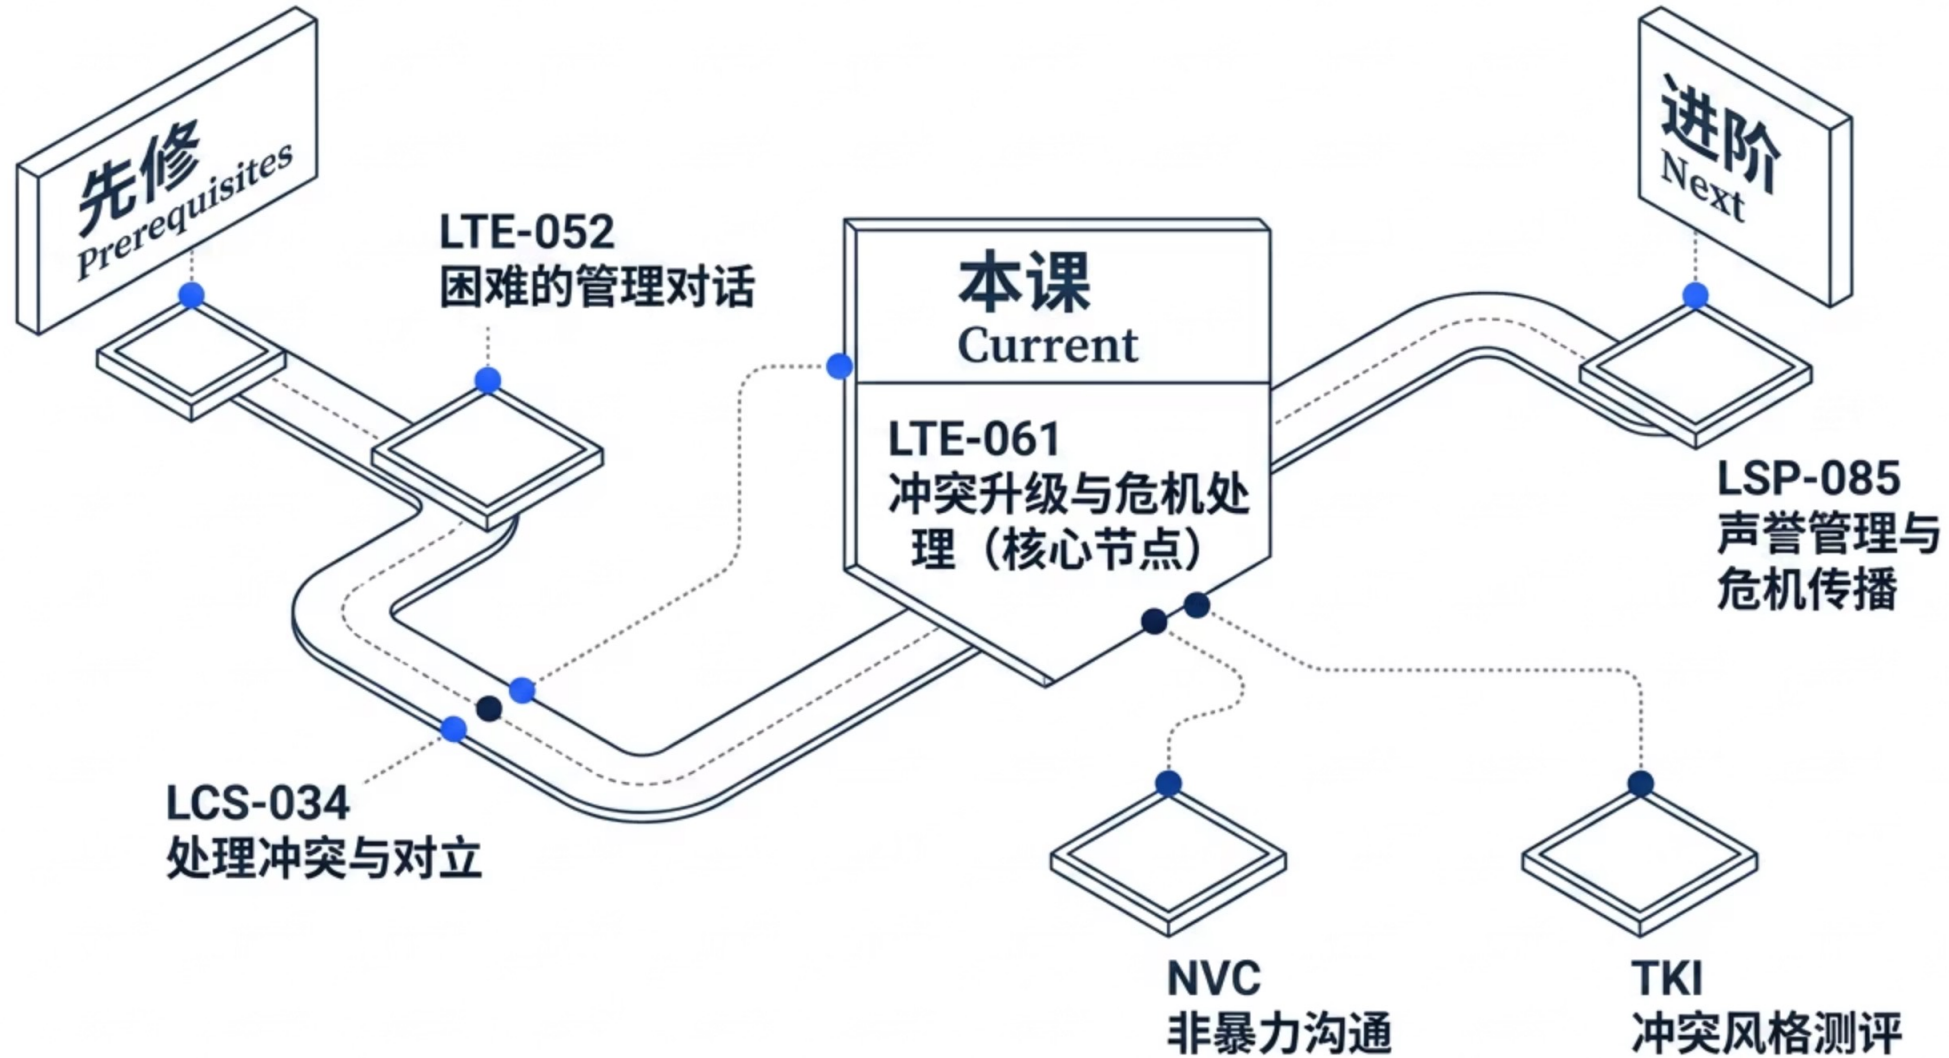 先修
Prerequisites
LTE-052
困难的管理对话
本课
Current
LTE-061
冲突升级与危机处
理（核心节点）
进阶
Next
LSP-085
声誉管理与
危机传播
LCS-034
处理冲突与对立
NVC
非暴力沟通
TKI
冲突风格测评